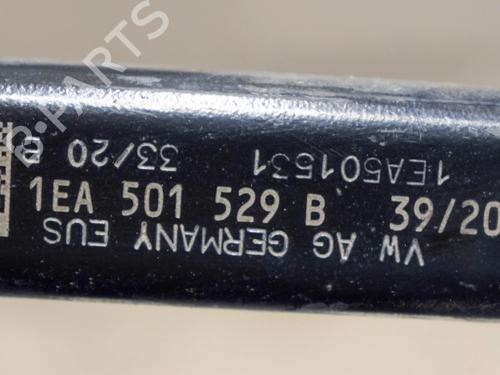 1EA501531
33/20 B
1EA 501 529 B 39/20
VW AG GERMANY EUS
B-PARTS